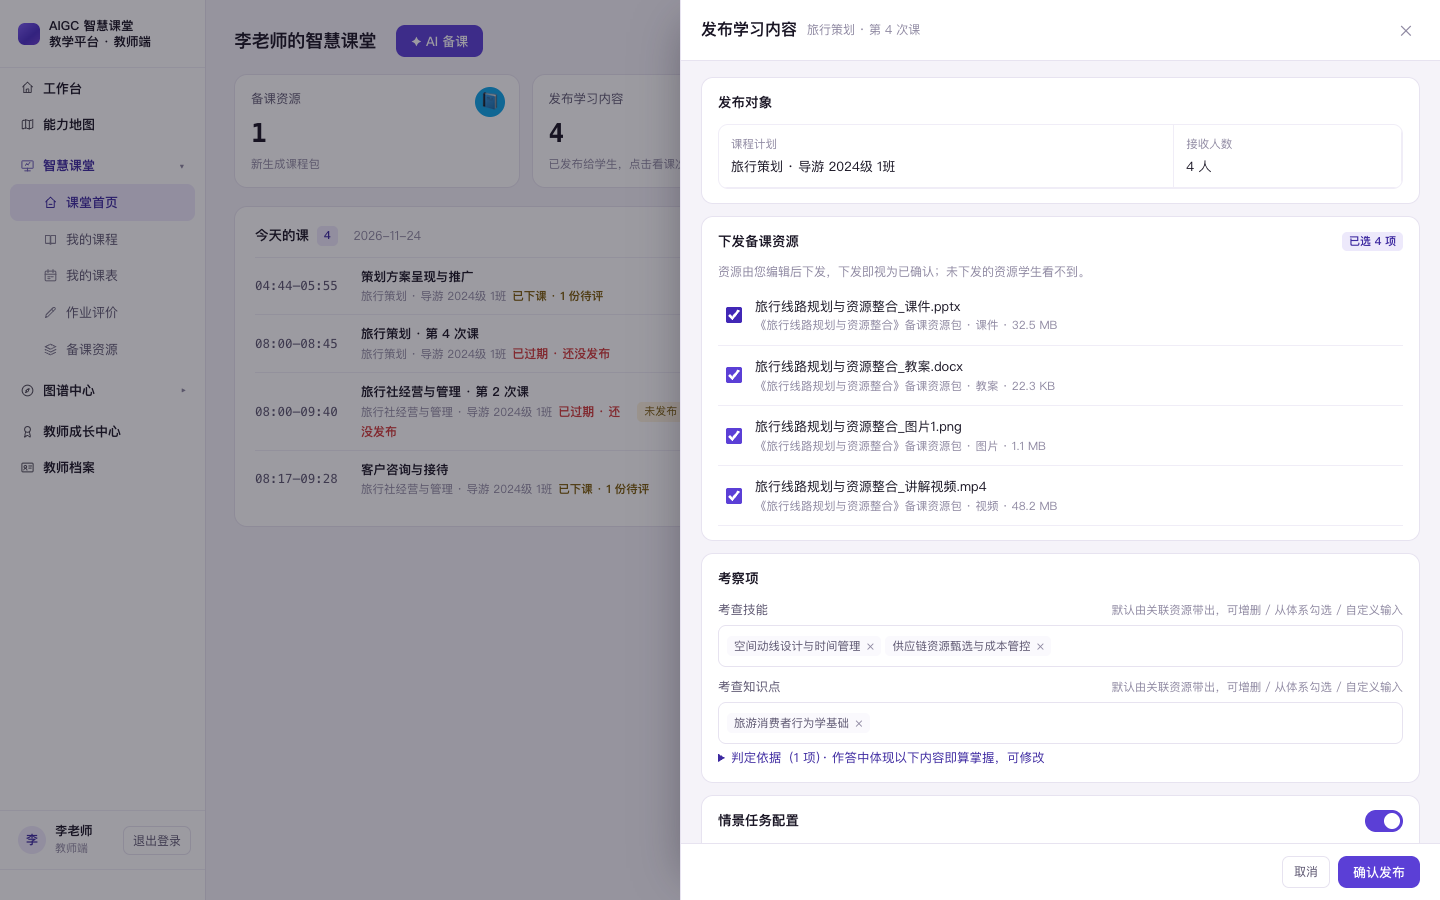 AIGC 智慧课堂
教学平台 · 教师端
工作台
能力地图
智慧课堂
课堂首页
我的课程
我的课表
作业评价
备课资源
图谱中心
教师成长中心
教师档案
李
李老师
教师端
退出登录
李老师的智慧课堂
✦ AI 备课
备课资源
1
新生成课程包
发布学习内容
4
已发布给学生，点击看课
今天的课 4 2026-11-24
04:44—05:55
策划方案呈现与推广
旅行策划 · 导游 2024级 1班 已下课 · 1 份待评
08:00—08:45
旅行策划 · 第 4 次课
旅行策划 · 导游 2024级 1班 已过期 · 还没发布
08:00—09:40
旅行社经营与管理 · 第 2 次课
旅行社经营与管理 · 导游 2024级 1班 已过期 · 还
没发布
未发布
08:17—09:28
客户咨询与接待
旅行社经营与管理 · 导游 2024级 1班 已下课 · 1 份待评
发布学习内容 旅行策划 · 第 4 次课
发布对象
课程计划
旅行策划 · 导游 2024级 1班
接收人数
4 人
下发备课资源
已选 4 项
资源由您编辑后下发，下发即视为已确认；未下发的资源学生看不到。
旅行线路规划与资源整合_课件.pptx
《旅行线路规划与资源整合》备课资源包 · 课件 · 32.5 MB
旅行线路规划与资源整合_教案.docx
《旅行线路规划与资源整合》备课资源包 · 教案 · 22.3 KB
旅行线路规划与资源整合_图片1.png
《旅行线路规划与资源整合》备课资源包 · 图片 · 1.1 MB
旅行线路规划与资源整合_讲解视频.mp4
《旅行线路规划与资源整合》备课资源包 · 视频 · 48.2 MB
考察项
考查技能
默认由关联资源带出，可增删 / 从体系勾选 / 自定义输入
空间动线设计与时间管理 × 供应链资源甄选与成本管控 ×
考查知识点
默认由关联资源带出，可增删 / 从体系勾选 / 自定义输入
旅游消费者行为学基础 ×
▶ 判定依据（1 项）· 作答中体现以下内容即算掌握，可修改
情景任务配置
取消
确认发布